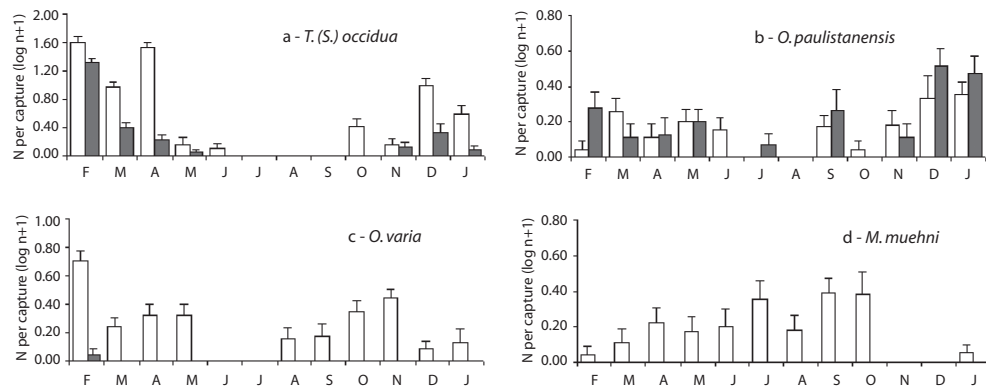 N per capture (log n+1)
2.00
1.60
1.20
0.80
0.40
0.00
a - T. (S.) occidua
F M A M J J A S O N D J
N per capture (log n+1)
0.80
0.60
0.40
0.20
0.00
b - O. paulistanensis
F M A M J J A S O N D J
N per capture (log n+1)
1.00
0.80
0.60
0.40
0.20
0.00
c - O. varia
F M A M J J A S O N D J
N per capture (log n+1)
0.80
0.60
0.40
0.20
0.00
d - M. muehni
F M A M J J A S O N D J